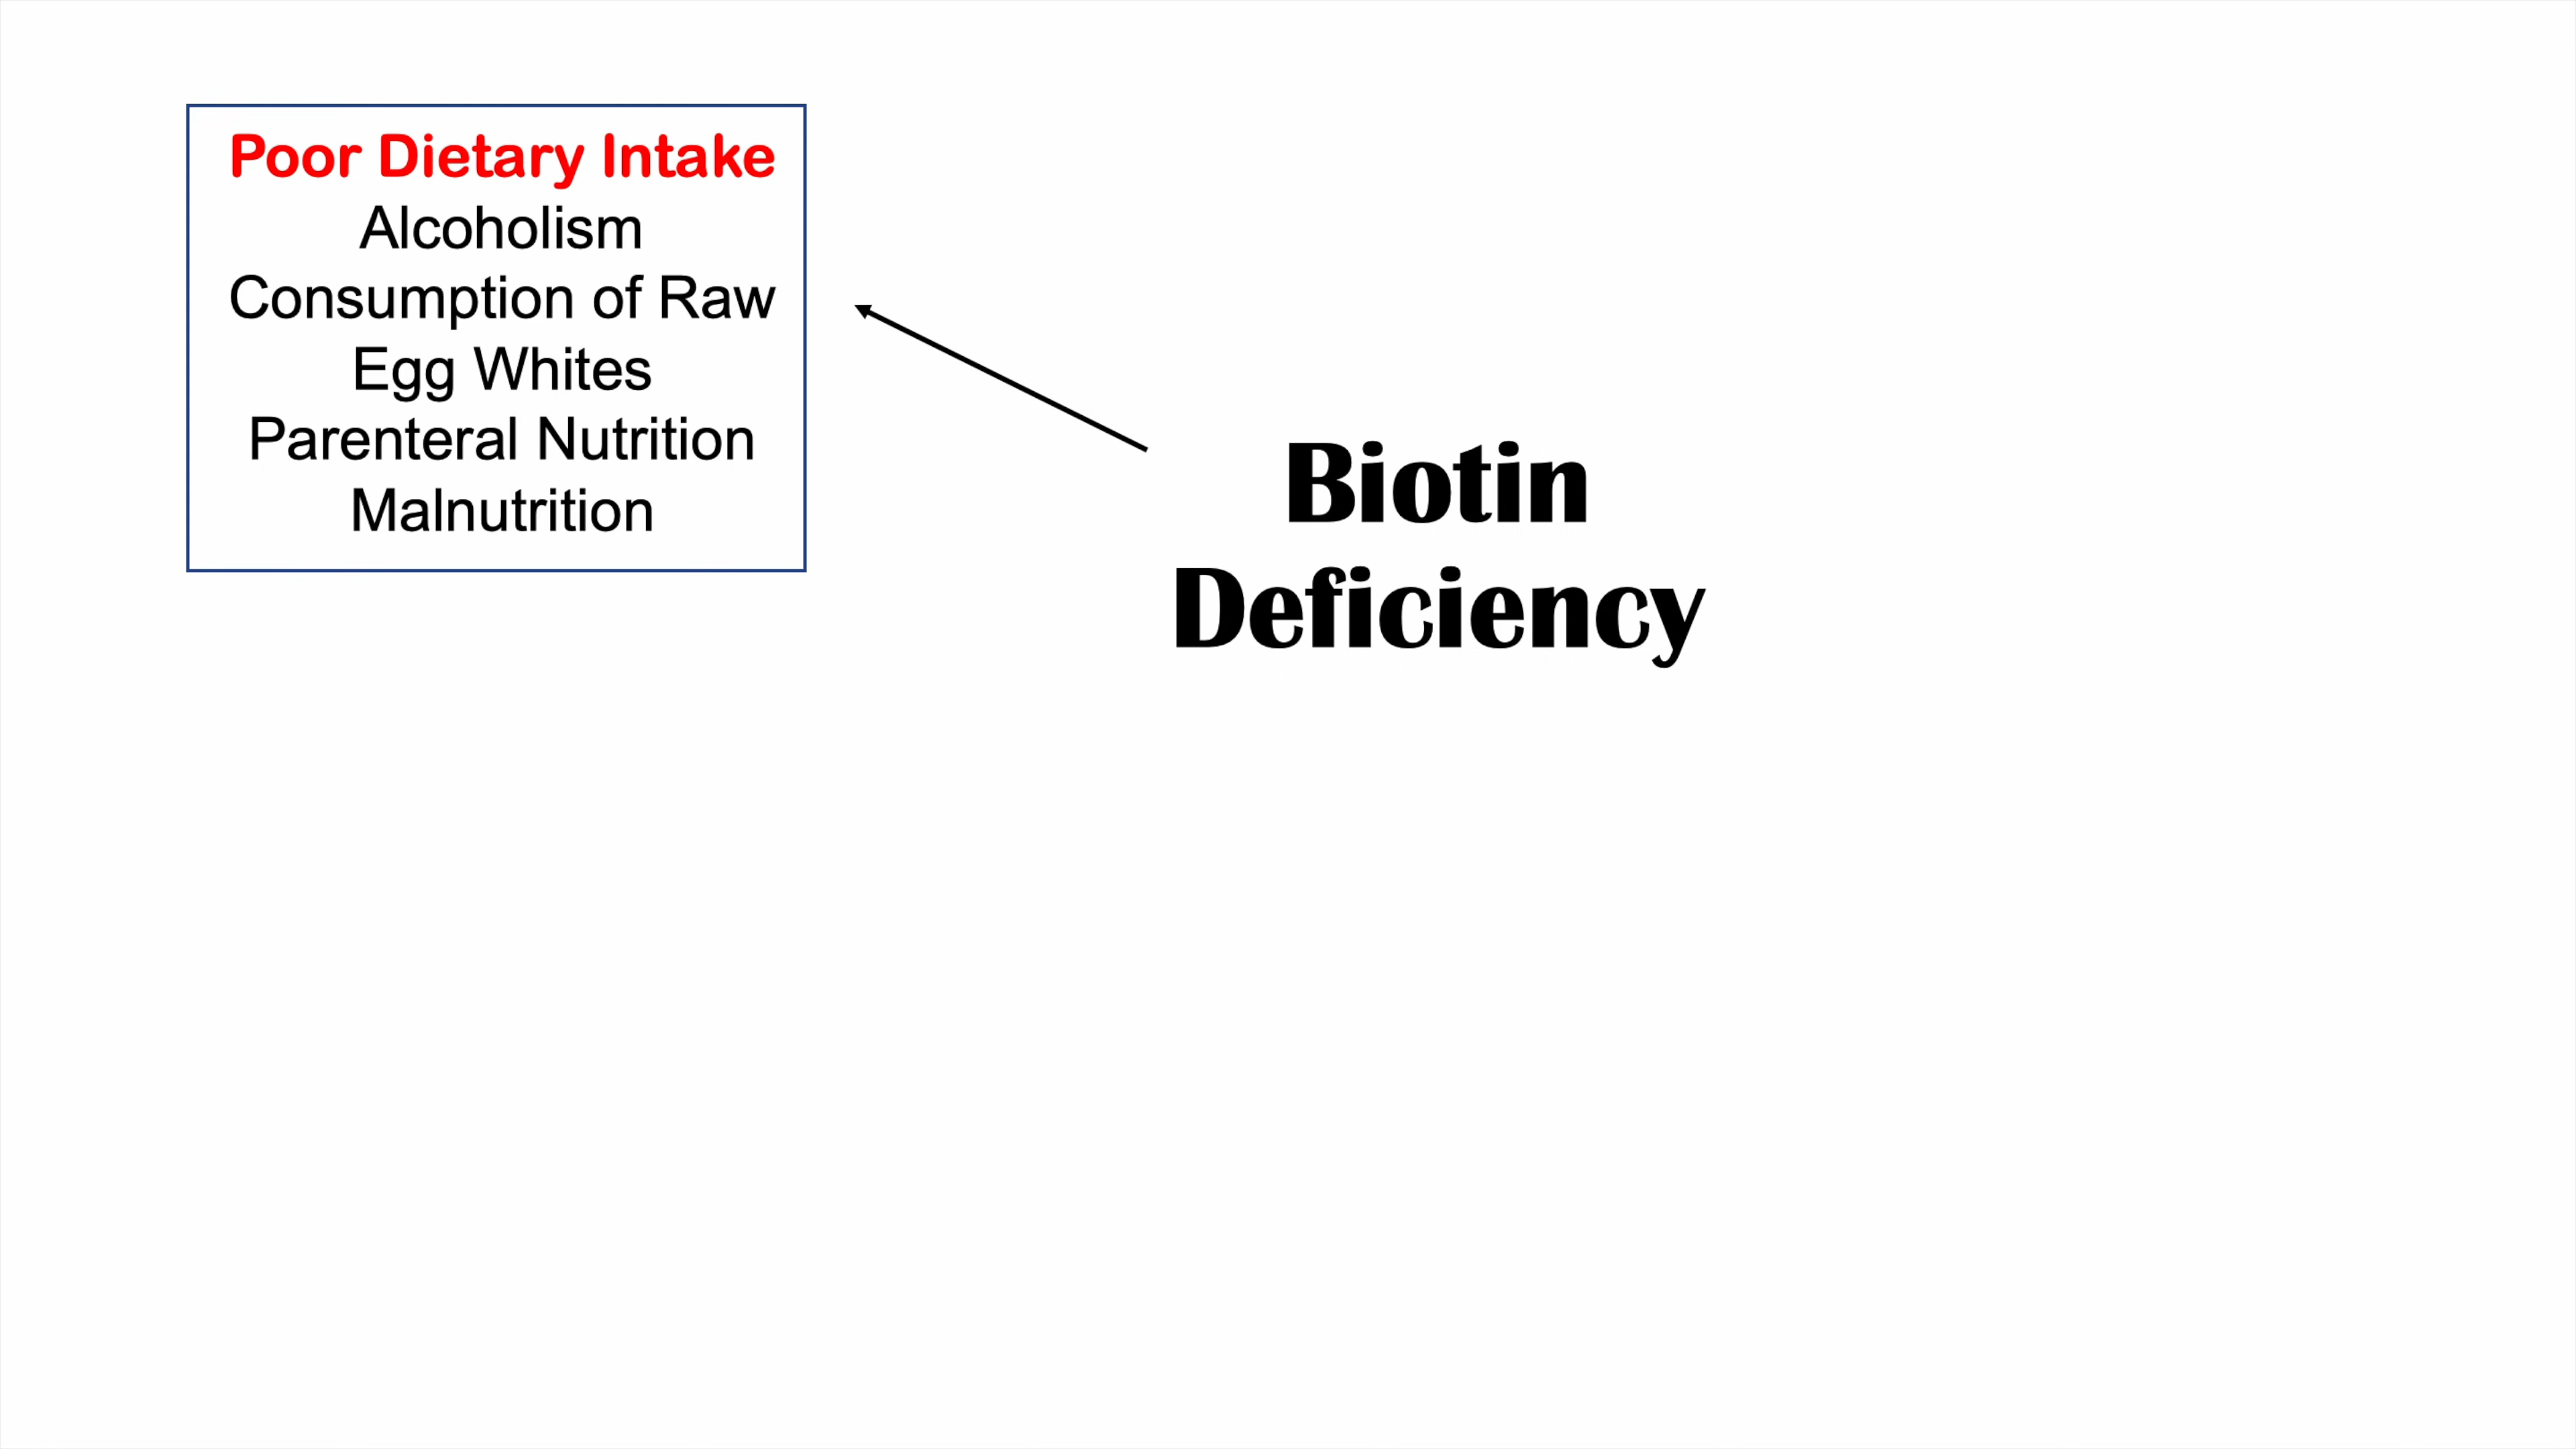 Poor Dietary Intake
Alcoholism
Consumption of Raw
Egg Whites
Parenteral Nutrition
Malnutrition
Biotin
Deficiency